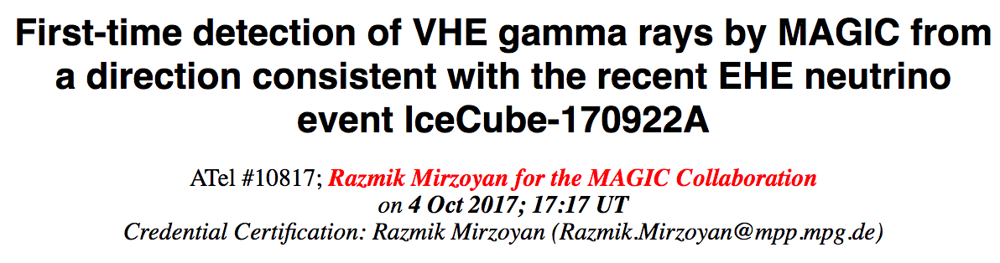 First-time detection of VHE gamma rays by MAGIC from
a direction consistent with the recent EHE neutrino
event IceCube-170922A
ATel #10817; Razmik Mirzoyan for the MAGIC Collaboration
on 4 Oct 2017; 17:17 UT
Credential Certification: Razmik Mirzoyan (Razmik.Mirzoyan@mpp.mpg.de)